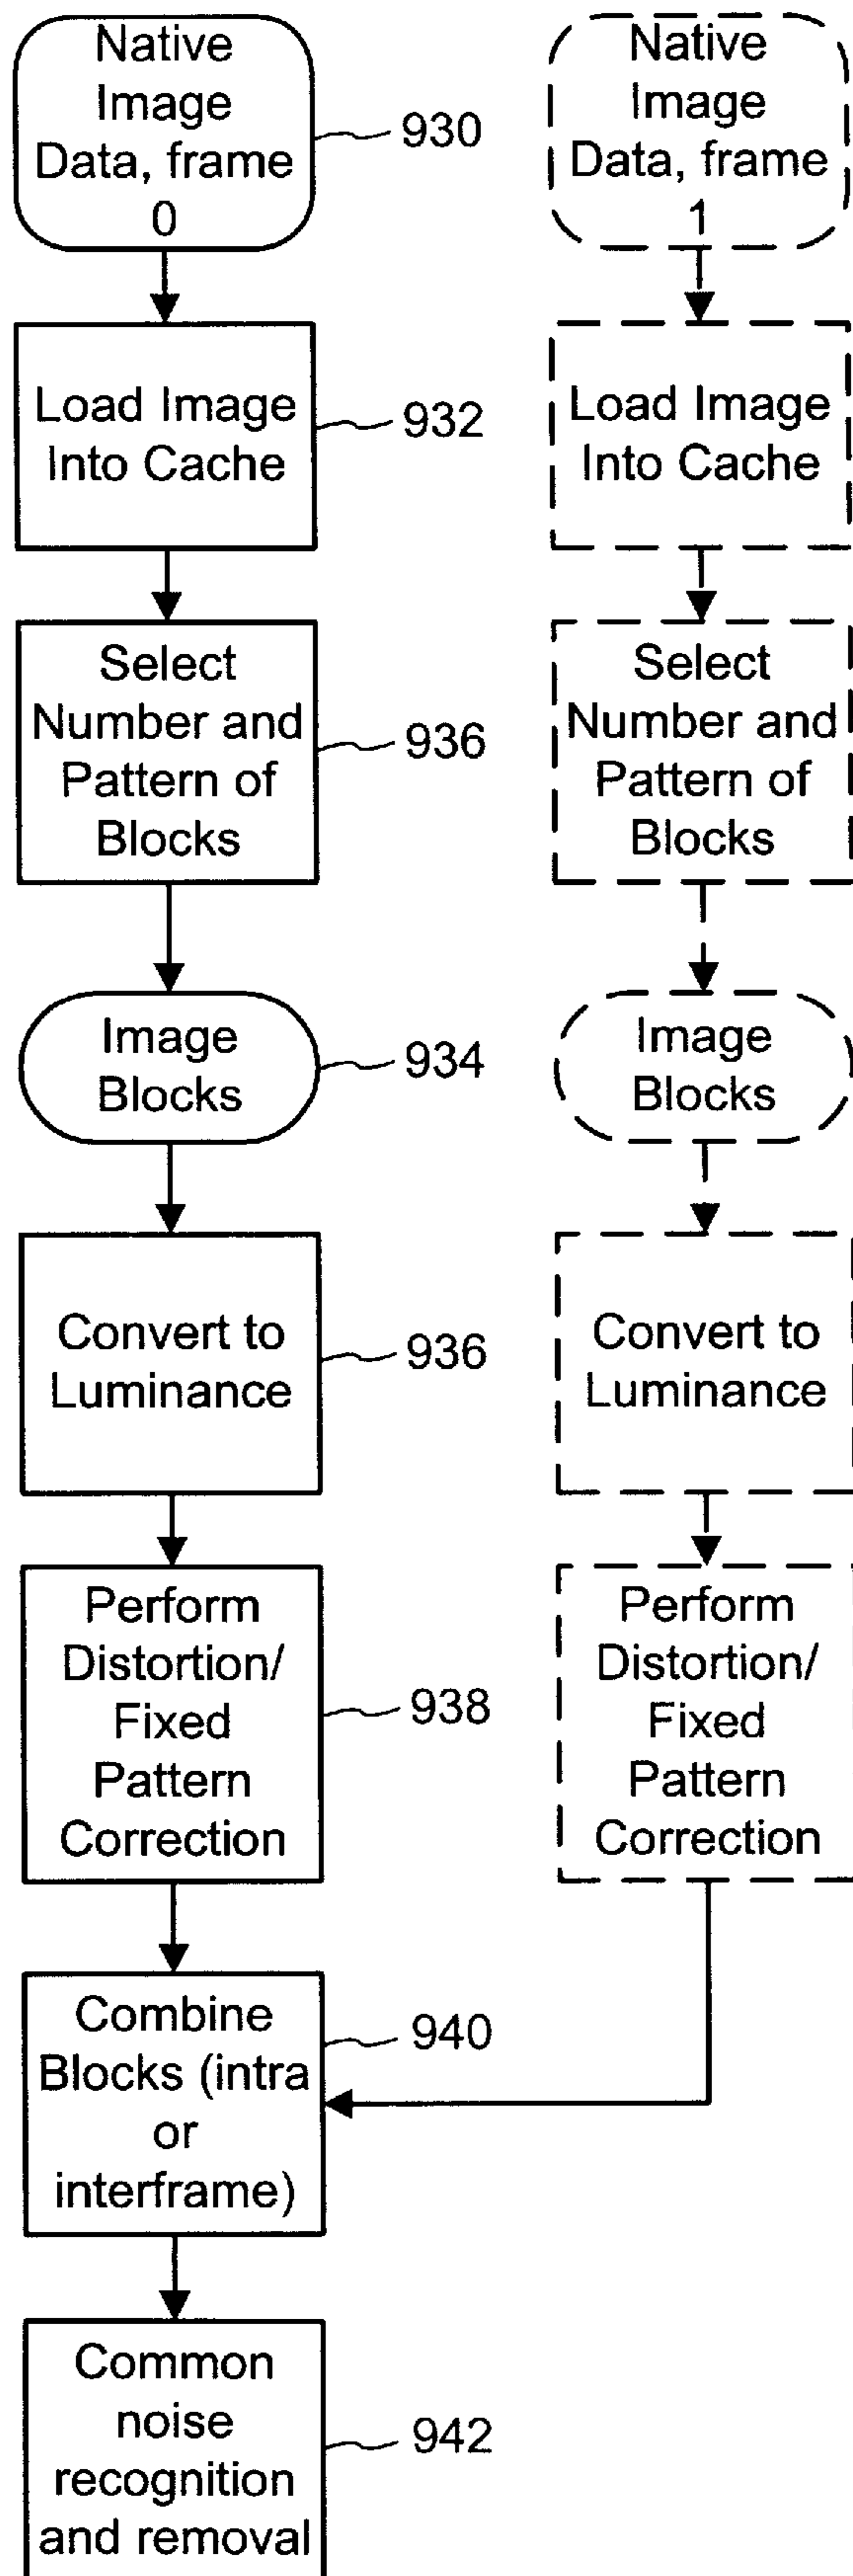 Native
Image
Data, frame
0
930
Load Image
Into Cache
932
Select
Number and
Pattern of
Blocks
936
Image
Blocks
934
Convert to
Luminance
936
Perform
Distortion/
Fixed
Pattern
Correction
938
Combine
Blocks (intra
or
interframe)
940
Common
noise
recognition
and removal
942
Native
Image
Data, frame
1
Load Image
Into Cache
Select
Number and
Pattern of
Blocks
Image
Blocks
Convert to
Luminance
Perform
Distortion/
Fixed
Pattern
Correction